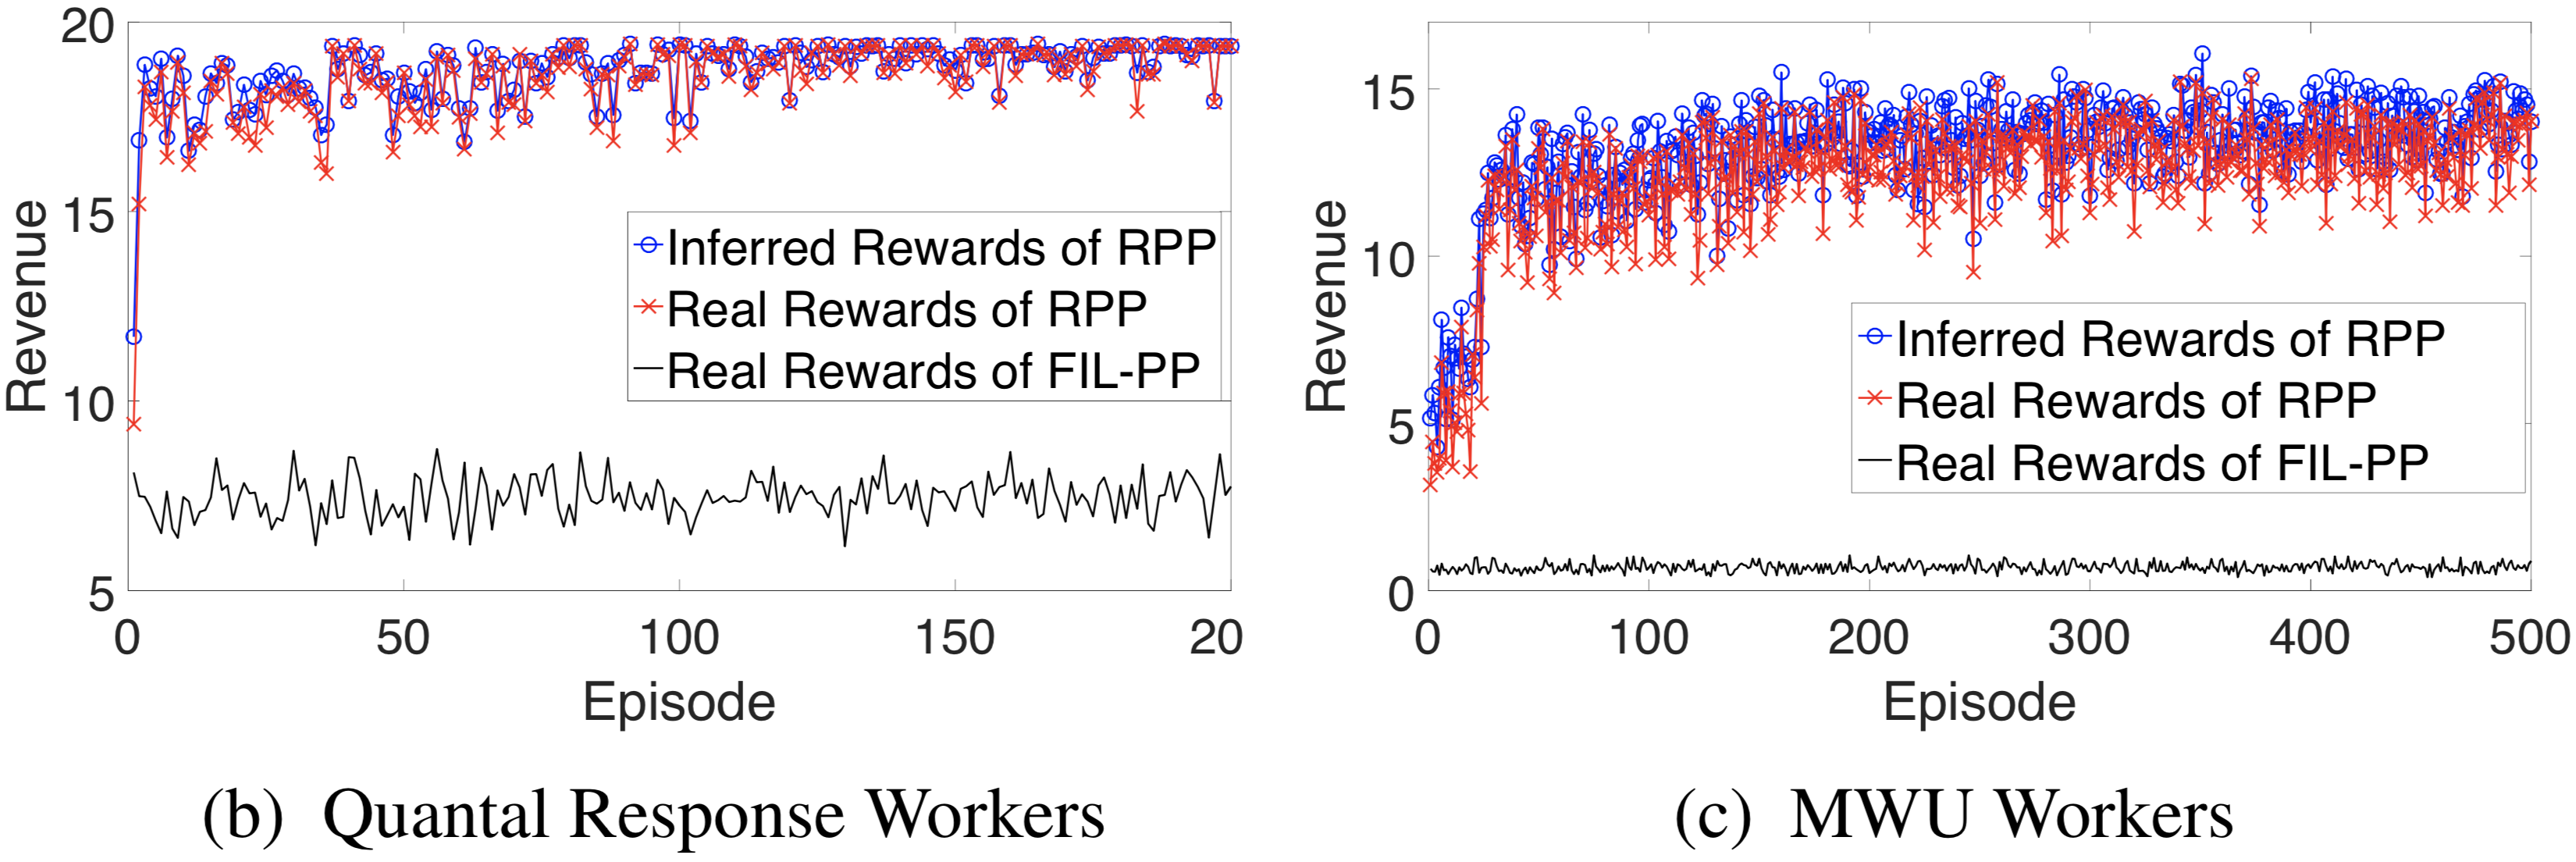 20
15
10
5
0
50
100
150
20
Revenue
Episode
Inferred Rewards of RPP
Real Rewards of RPP
Real Rewards of FIL-PP
(b) Quantal Response Workers
15
10
5
0
0
100
200
300
400
500
Revenue
Episode
Inferred Rewards of RPP
Real Rewards of RPP
Real Rewards of FIL-PP
(c) MWU Workers